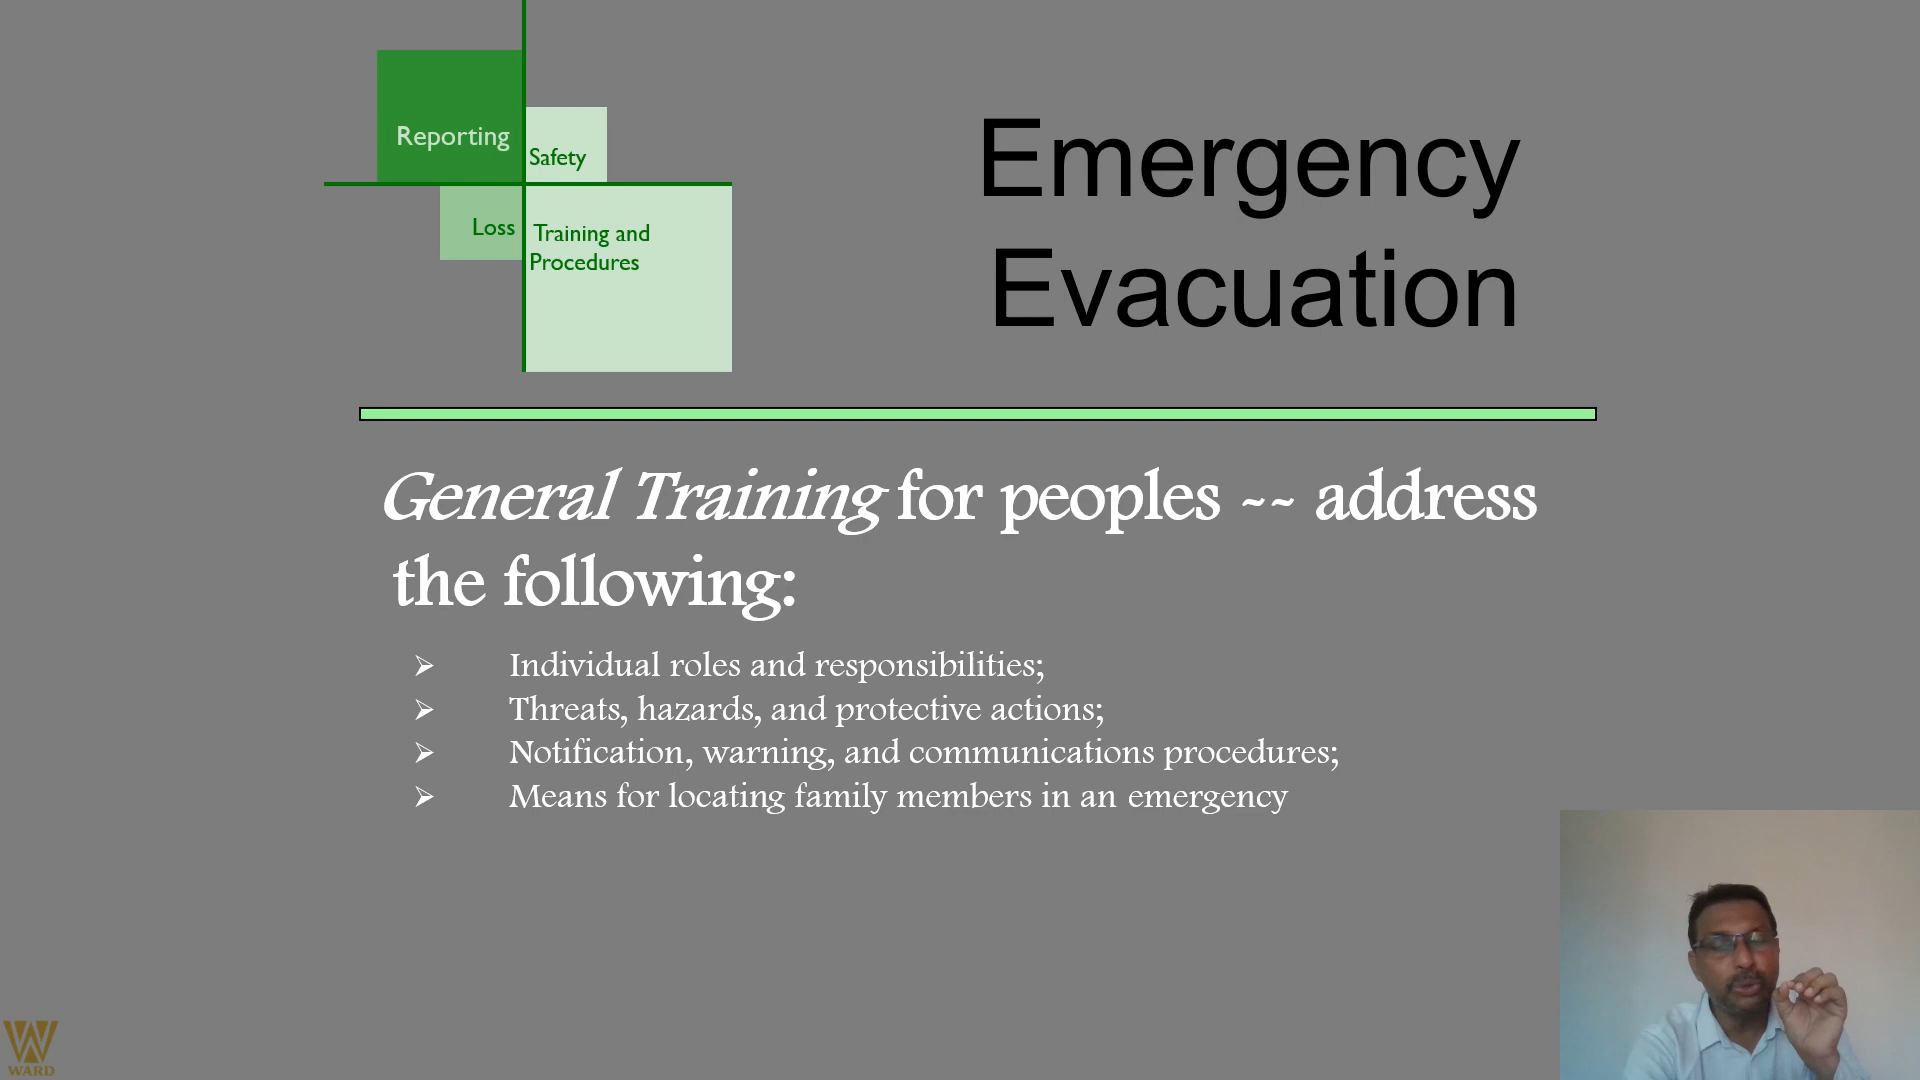 Reporting
Safety
Loss
Training and
Procedures
Emergency
Evacuation
General Training for peoples ~~ address
the following:
Individual roles and responsibilities;
Threats, hazards, and protective actions;
Notification, warning, and communications procedures;
Means for locating family members in an emergency
WARD